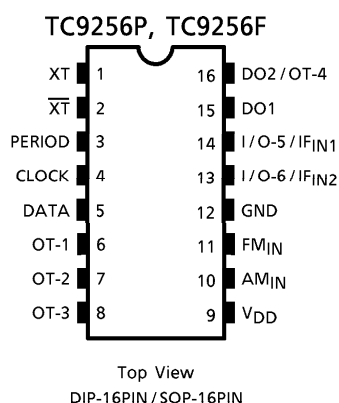 TC9256P, TC9256F
XT 1 16 DO2 / OT-4
X̅T̅ 2 15 DO1
PERIOD 3 14 I / O-5 / IFIN1
CLOCK 4 13 I / O-6 / IFIN2
DATA 5 12 GND
OT-1 6 11 FMIN
OT-2 7 10 AMIN
OT-3 8 9 VDD
Top View
DIP-16PIN / SOP-16PIN